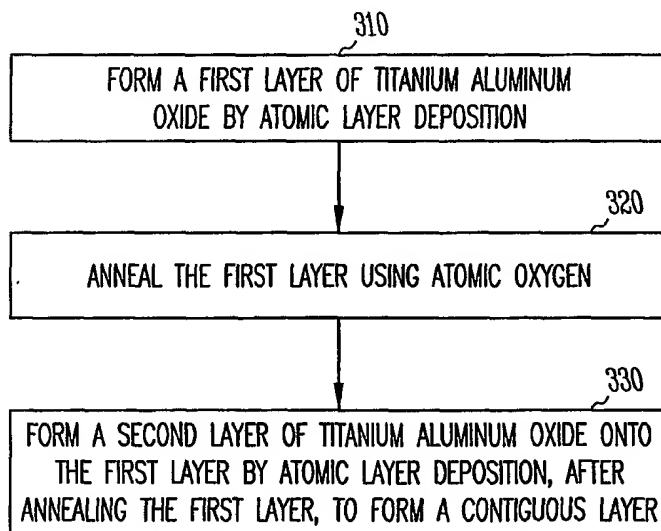 310
FORM A FIRST LAYER OF TITANIUM ALUMINUM
OXIDE BY ATOMIC LAYER DEPOSITION
320
ANNEAL THE FIRST LAYER USING ATOMIC OXYGEN
330
FORM A SECOND LAYER OF TITANIUM ALUMINUM OXIDE ONTO
THE FIRST LAYER BY ATOMIC LAYER DEPOSITION, AFTER
ANNEALING THE FIRST LAYER, TO FORM A CONTIGUOUS LAYER